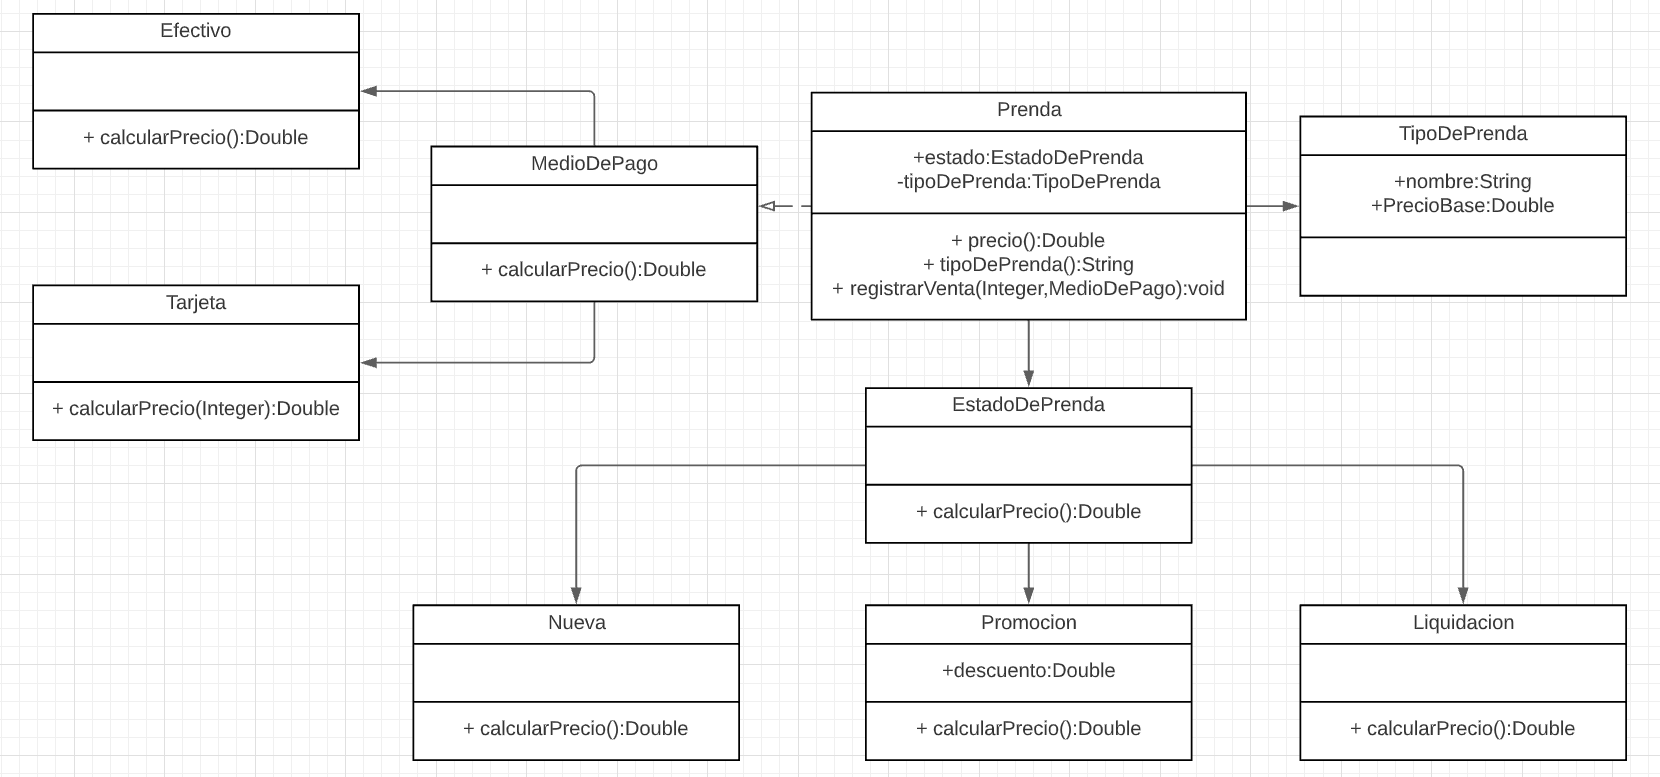 Efectivo
+ calcularPrecio():Double
MedioDePago
+ calcularPrecio():Double
Tarjeta
+ calcularPrecio(Integer):Double
Prenda
+estado:EstadoDePrenda
-tipoDePrenda:TipoDePrenda
+ precio():Double
+ tipoDePrenda():String
+ registrarVenta(Integer,MedioDePago):void
TipoDePrenda
+nombre:String
+PrecioBase:Double
EstadoDePrenda
+ calcularPrecio():Double
Nueva
+ calcularPrecio():Double
Promocion
+descuento:Double
+ calcularPrecio():Double
Liquidacion
+ calcularPrecio():Double